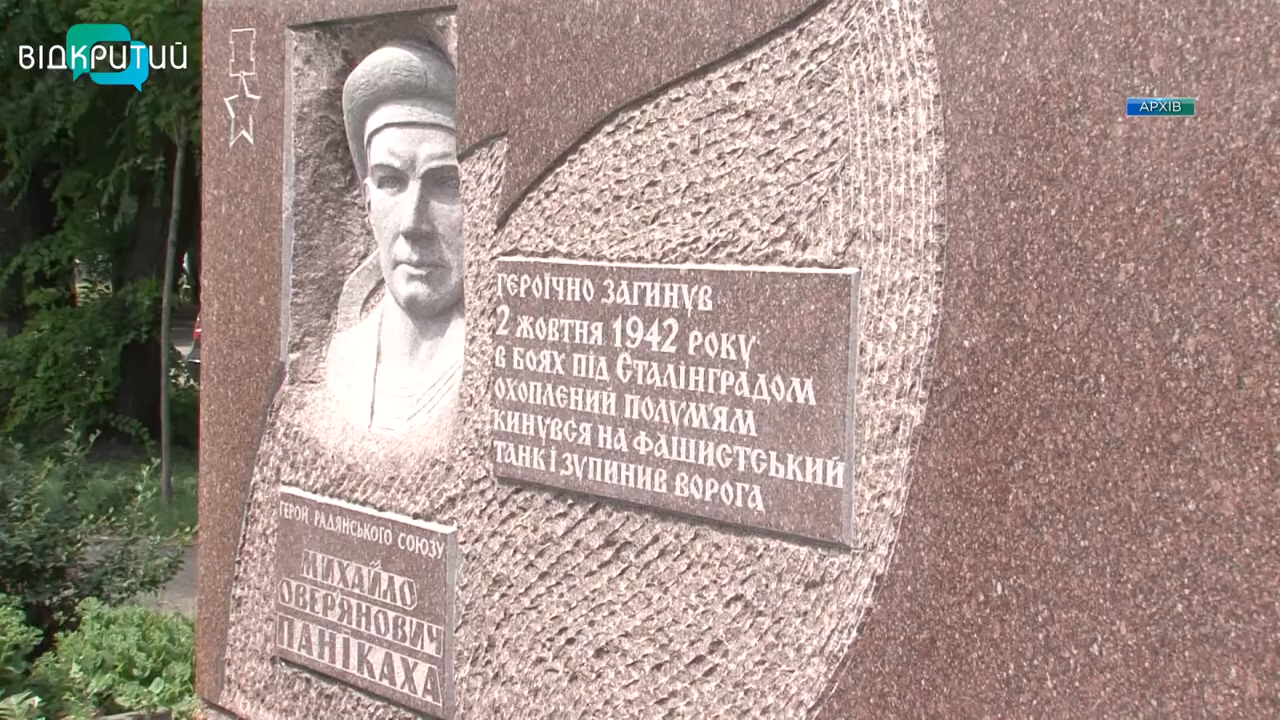 ВІДКРИТИЙ
АРХІВ
ГЕРОЇЧНО ЗАГИНУВ
2 ЖОВТНЯ 1942 РОКУ
В БОЯХ ПІД СТАЛІНГРАДОМ
ОХОПЛЕНИЙ ПОЛУМ'ЯМ
КИНУВСЯ НА ФАШИСТСЬКИЙ
ТАНК І ЗУПИНИВ ВОРОГА
ГЕРОЙ РАДЯНСЬКОГО СОЮЗУ
МИХАЙЛО
ОВЕР'ЯНОВИЧ
ПАНІКАХА